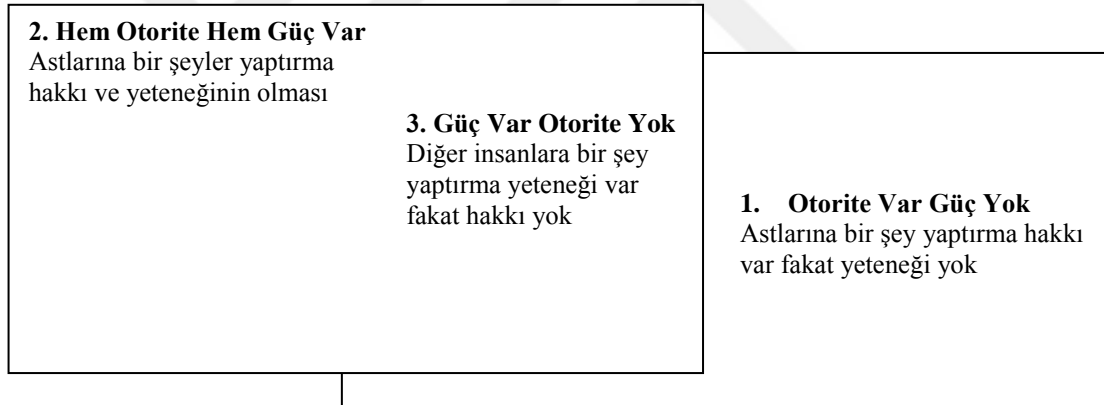 2. Hem Otorite Hem Güç Var
Astlarına bir şeyler yaptırma
hakkı ve yeteneğinin olması
3. Güç Var Otorite Yok
Diğer insanlara bir şey
yaptırma yeteneği var
fakat hakkı yok
1. Otorite Var Güç Yok
Astlarına bir şey yaptırma hakkı
var fakat yeteneği yok